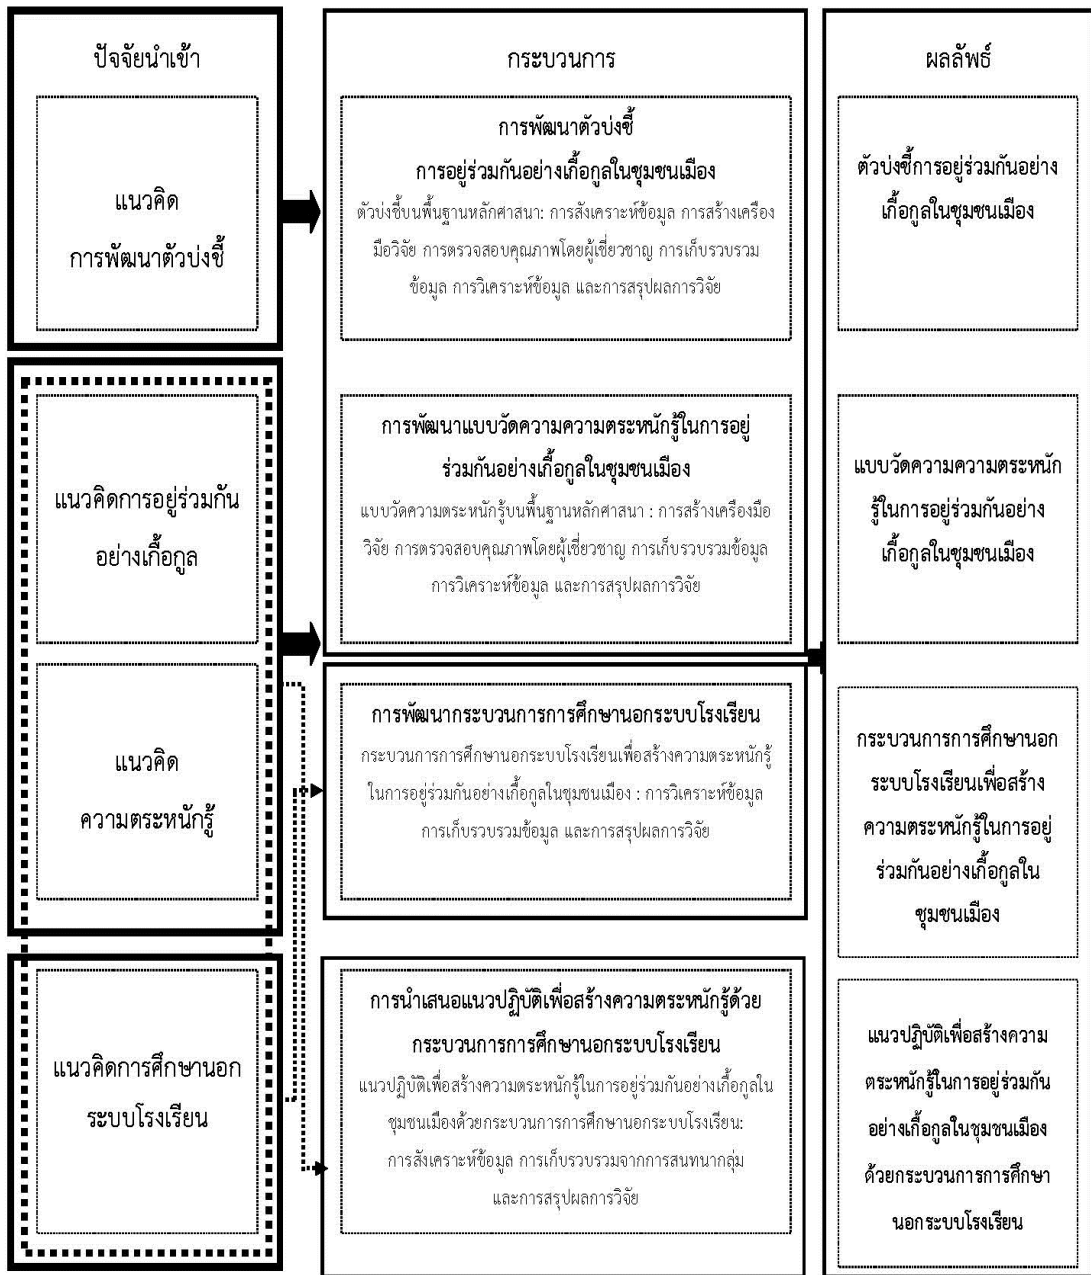 ปัจจัยนำเข้า
แนวคิด
การพัฒนาตัวบ่งชี้
แนวคิดการอยู่ร่วมกัน
อย่างเกื้อกูล
แนวคิด
ความตระหนักรู้
แนวคิดการศึกษานอก
ระบบโรงเรียน
กระบวนการ
การพัฒนาตัวบ่งชี้
การอยู่ร่วมกันอย่างเกื้อกูลในชุมชนเมือง
ตัวบ่งชี้บนพื้นฐานหลักศาสนา: การสังเคราะห์ข้อมูล การสร้างเครื่อง
มือวิจัย การตรวจสอบคุณภาพโดยผู้เชี่ยวชาญ การเก็บรวบรวม
ข้อมูล การวิเคราะห์ข้อมูล และการสรุปผลการวิจัย
การพัฒนาแบบวัดความความตระหนักรู้ในการอยู่
ร่วมกันอย่างเกื้อกูลในชุมชนเมือง
แบบวัดความตระหนักรู้บนพื้นฐานหลักศาสนา : การสร้างเครื่องมือ
วิจัย การตรวจสอบคุณภาพโดยผู้เชี่ยวชาญ การเก็บรวบรวมข้อมูล
การวิเคราะห์ข้อมูล และการสรุปผลการวิจัย
การพัฒนากระบวนการการศึกษานอกระบบโรงเรียน
กระบวนการการศึกษานอกระบบโรงเรียนเพื่อสร้างความตระหนักรู้
ในการอยู่ร่วมกันอย่างเกื้อกูลในชุมชนเมือง : การวิเคราะห์ข้อมูล
การเก็บรวบรวมข้อมูล และการสรุปผลการวิจัย
การนำเสนอแนวปฏิบัติเพื่อสร้างความตระหนักรู้ด้วย
กระบวนการการศึกษานอกระบบโรงเรียน
แนวปฏิบัติเพื่อสร้างความตระหนักรู้ในการอยู่ร่วมกันอย่างเกื้อกูลใน
ชุมชนเมืองด้วยกระบวนการการศึกษานอกระบบโรงเรียน:
การสังเคราะห์ข้อมูล การเก็บรวบรวมจากการสนทนากลุ่ม
และการสรุปผลการวิจัย
ผลลัพธ์
ตัวบ่งชี้การอยู่ร่วมกันอย่าง
เกื้อกูลในชุมชนเมือง
แบบวัดความความตระหนัก
รู้ในการอยู่ร่วมกันอย่าง
เกื้อกูลในชุมชนเมือง
กระบวนการการศึกษานอก
ระบบโรงเรียนเพื่อสร้าง
ความตระหนักรู้ในการอยู่
ร่วมกันอย่างเกื้อกูลใน
ชุมชนเมือง
แนวปฏิบัติเพื่อสร้างความ
ตระหนักรู้ในการอยู่ร่วมกัน
อย่างเกื้อกูลในชุมชนเมือง
ด้วยกระบวนการการศึกษา
นอกระบบโรงเรียน